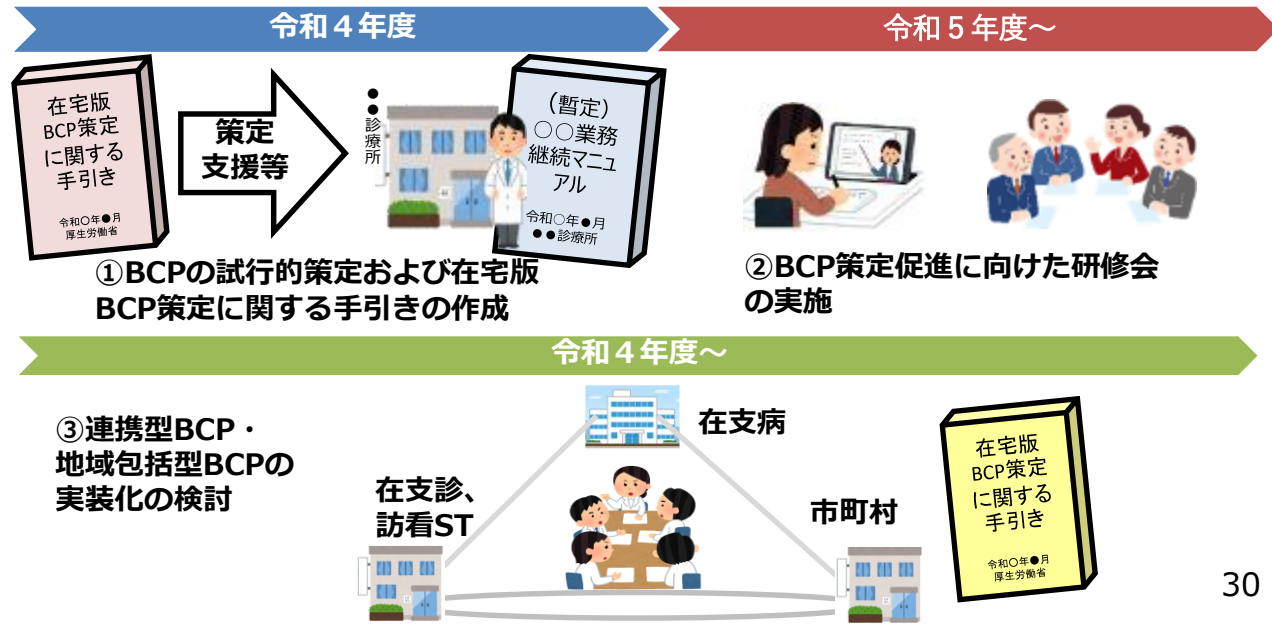 令和４年度
令和５年度～
在宅版
BCP策定
に関する
手引き
令和〇年●月
厚生労働省
策定
支援等
●●診療所
（暫定）
〇〇業務
継続マニュ
アル
令和○年●月
●●診療所
①BCPの試行的策定および在宅版
BCP策定に関する手引きの作成
②BCP策定促進に向けた研修会
の実施
令和４年度～
③連携型BCP・
地域包括型BCPの
実装化の検討
在支病
在支診、
訪看ST
市町村
在宅版
BCP策定
に関する
手引き
令和〇年●月
厚生労働省
30